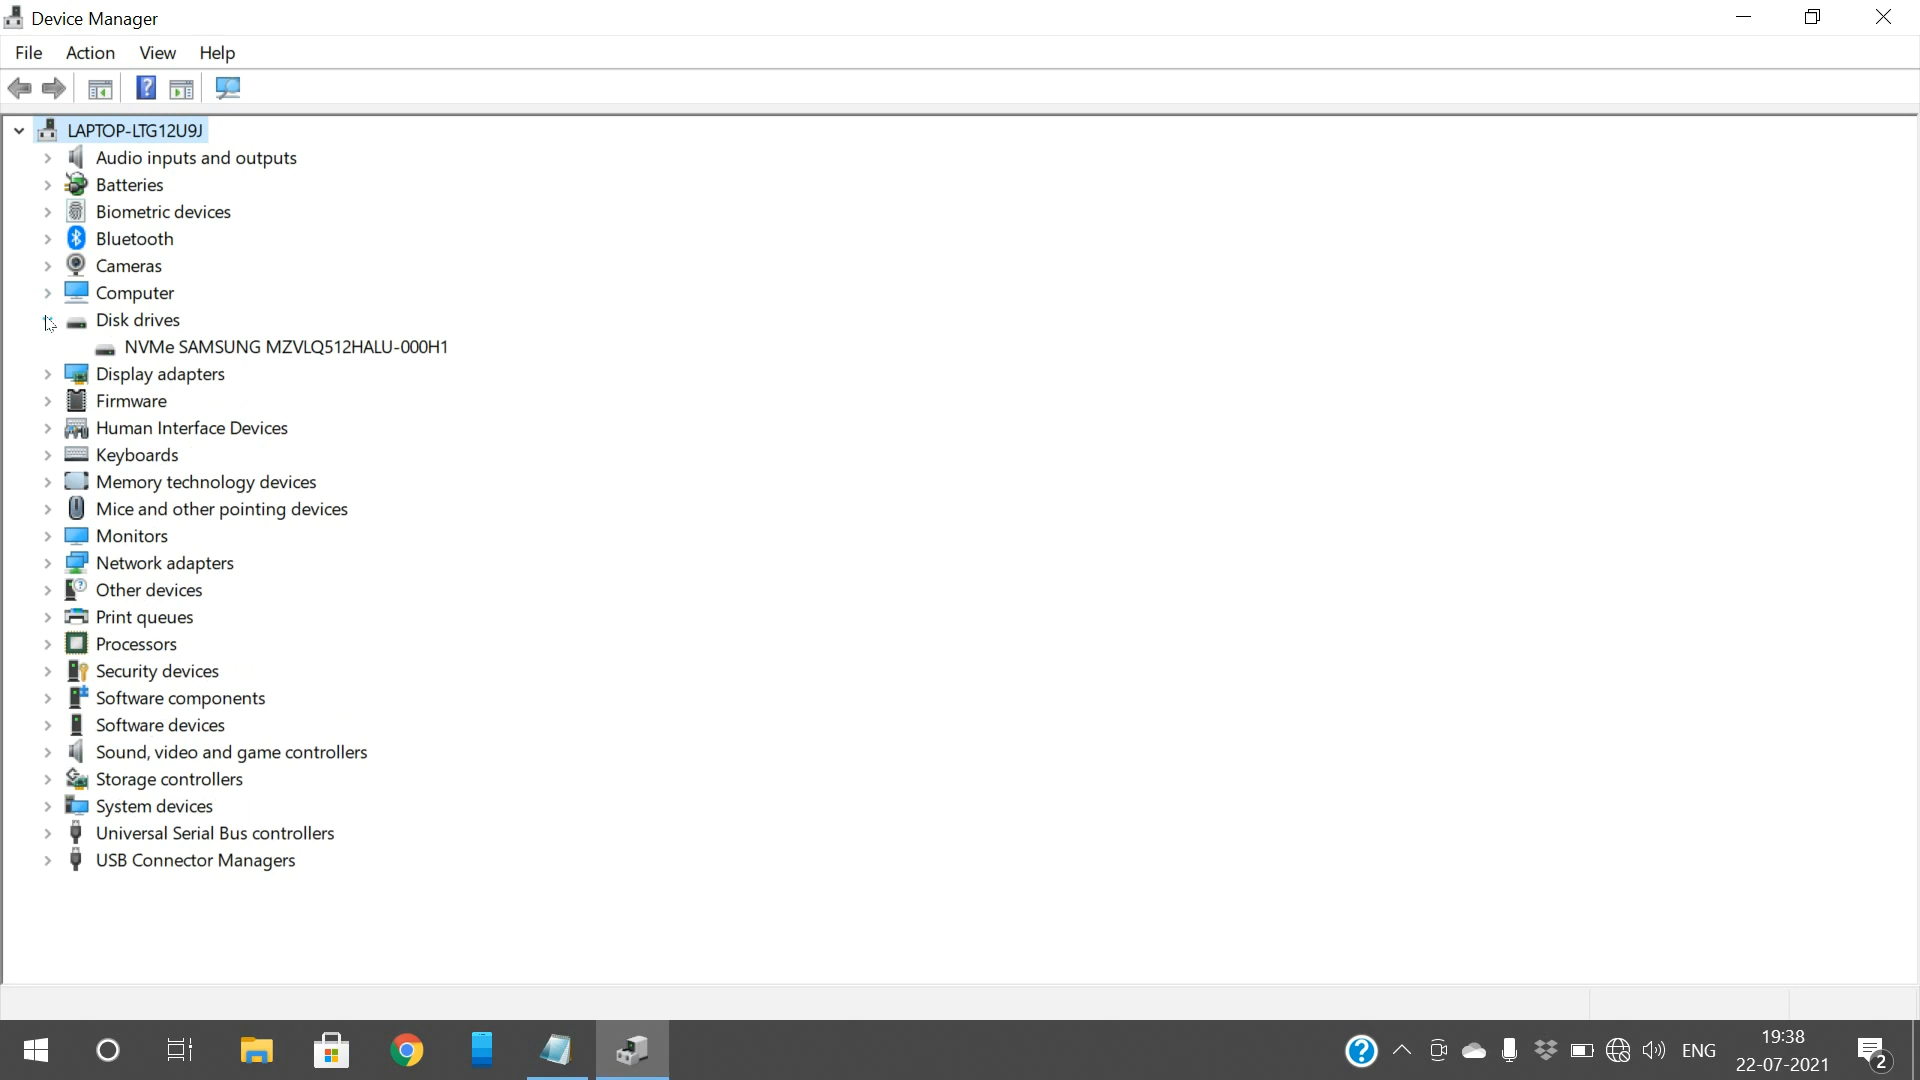 Device Manager
File Action View Help
LAPTOP-LTG12U9J
Audio inputs and outputs
Batteries
Biometric devices
Bluetooth
Cameras
Computer
Disk drives
NVMe SAMSUNG MZVLQ512HALU-000H1
Display adapters
Firmware
Human Interface Devices
Keyboards
Memory technology devices
Mice and other pointing devices
Monitors
Network adapters
Other devices
Print queues
Processors
Security devices
Software components
Software devices
Sound, video and game controllers
Storage controllers
System devices
Universal Serial Bus controllers
USB Connector Managers
19:38
ENG
22-07-2021
2